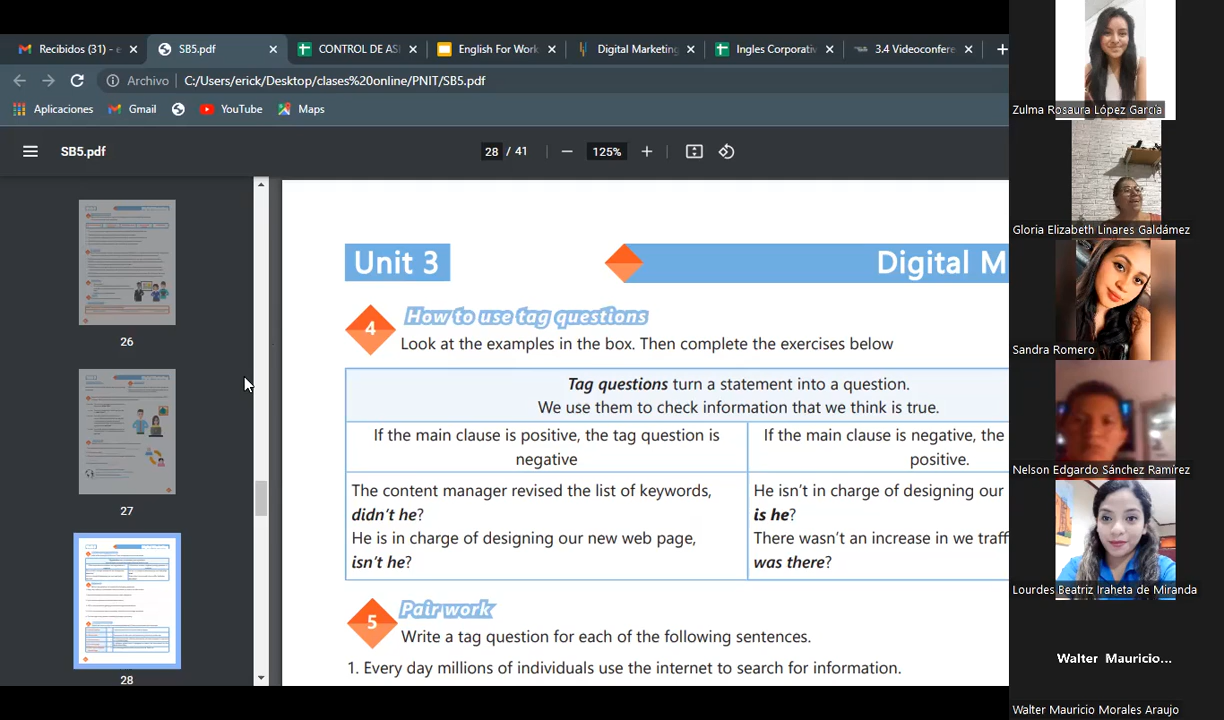 Recibidos (31) - e
SB5.pdf
CONTROL DE ASI
English For Work
Digital Marketing
Ingles Corporativ
3.4 Videoconfere
Archivo
C:/Users/erick/Desktop/clases%20online/PNIT/SB5.pdf
Aplicaciones
Gmail
YouTube
Maps
SB5.pdf
28 / 41
125%
26
27
28
Unit 3
Digital M
4
How to use tag questions
Look at the examples in the box. Then complete the exercises below
Tag questions turn a statement into a question.
We use them to check information that we think is true.
If the main clause is positive, the tag question is
negative
If the main clause is negative, the
positive.
The content manager revised the list of keywords,
didn't he?
He is in charge of designing our new web page,
isn't he?
He isn't in charge of designing our
is he?
There wasn't an increase in we traff
was there?
5
Pair work
Write a tag question for each of the following sentences.
1. Every day millions of individuals use the internet to search for information.
Zulma Rosaura López García
Gloria Elizabeth Linares Galdámez
Sandra Romero
Nelson Edgardo Sánchez Ramírez
Lourdes Beatriz Iraheta de Miranda
Walter Mauricio...
Walter Mauricio Morales Araujo